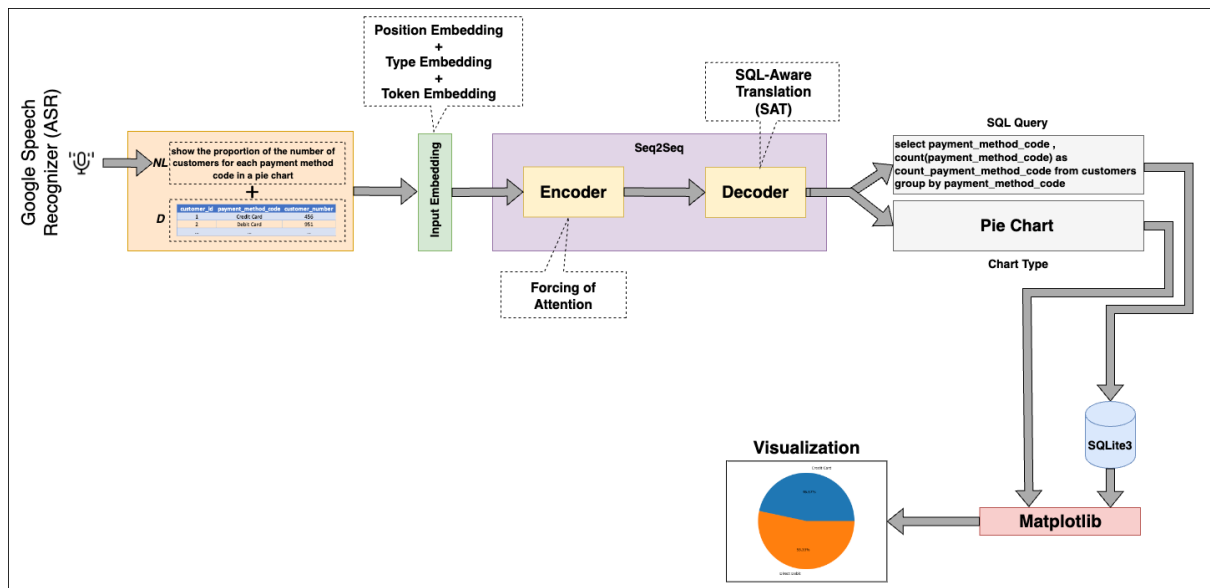 Google Speech
Recognizer (ASR)
NL
show the proportion of the number of
customers for each payment method
code in a pie chart
+
D
customer_id payment_method_code customer_number
1 Credit Card 456
2 Debit Card 951
... ... ...
Position Embedding
+
Type Embedding
+
Token Embedding
Input Embedding
Seq2Seq
Encoder
Decoder
Forcing of
Attention
SQL-Aware
Translation
(SAT)
SQL Query
select payment_method_code ,
count(payment_method_code) as
count_payment_method_code from customers
group by payment_method_code
Pie Chart
Chart Type
SQLite3
Matplotlib
Visualization
Credit Card